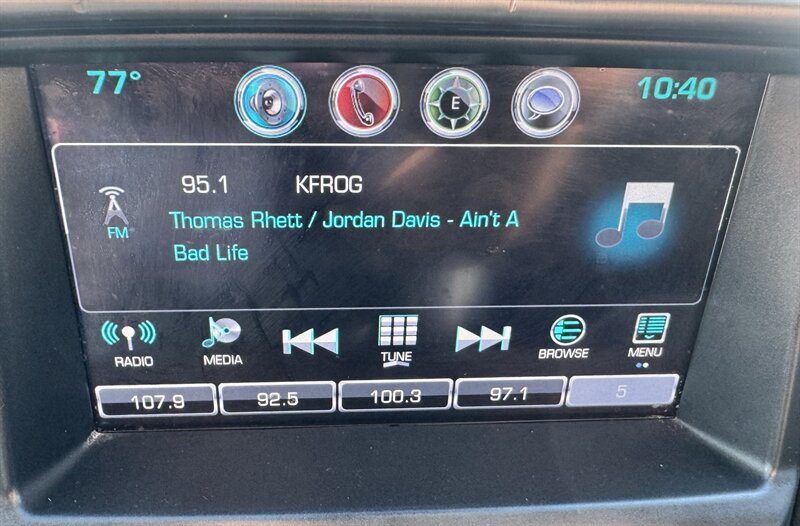 77° E 10:40
95.1 KFROG
FM
Thomas Rhett / Jordan Davis - Ain't A
Bad Life
RADIO MEDIA TUNE BROWSE MENU
107.9 92.5 100.3 97.1 5